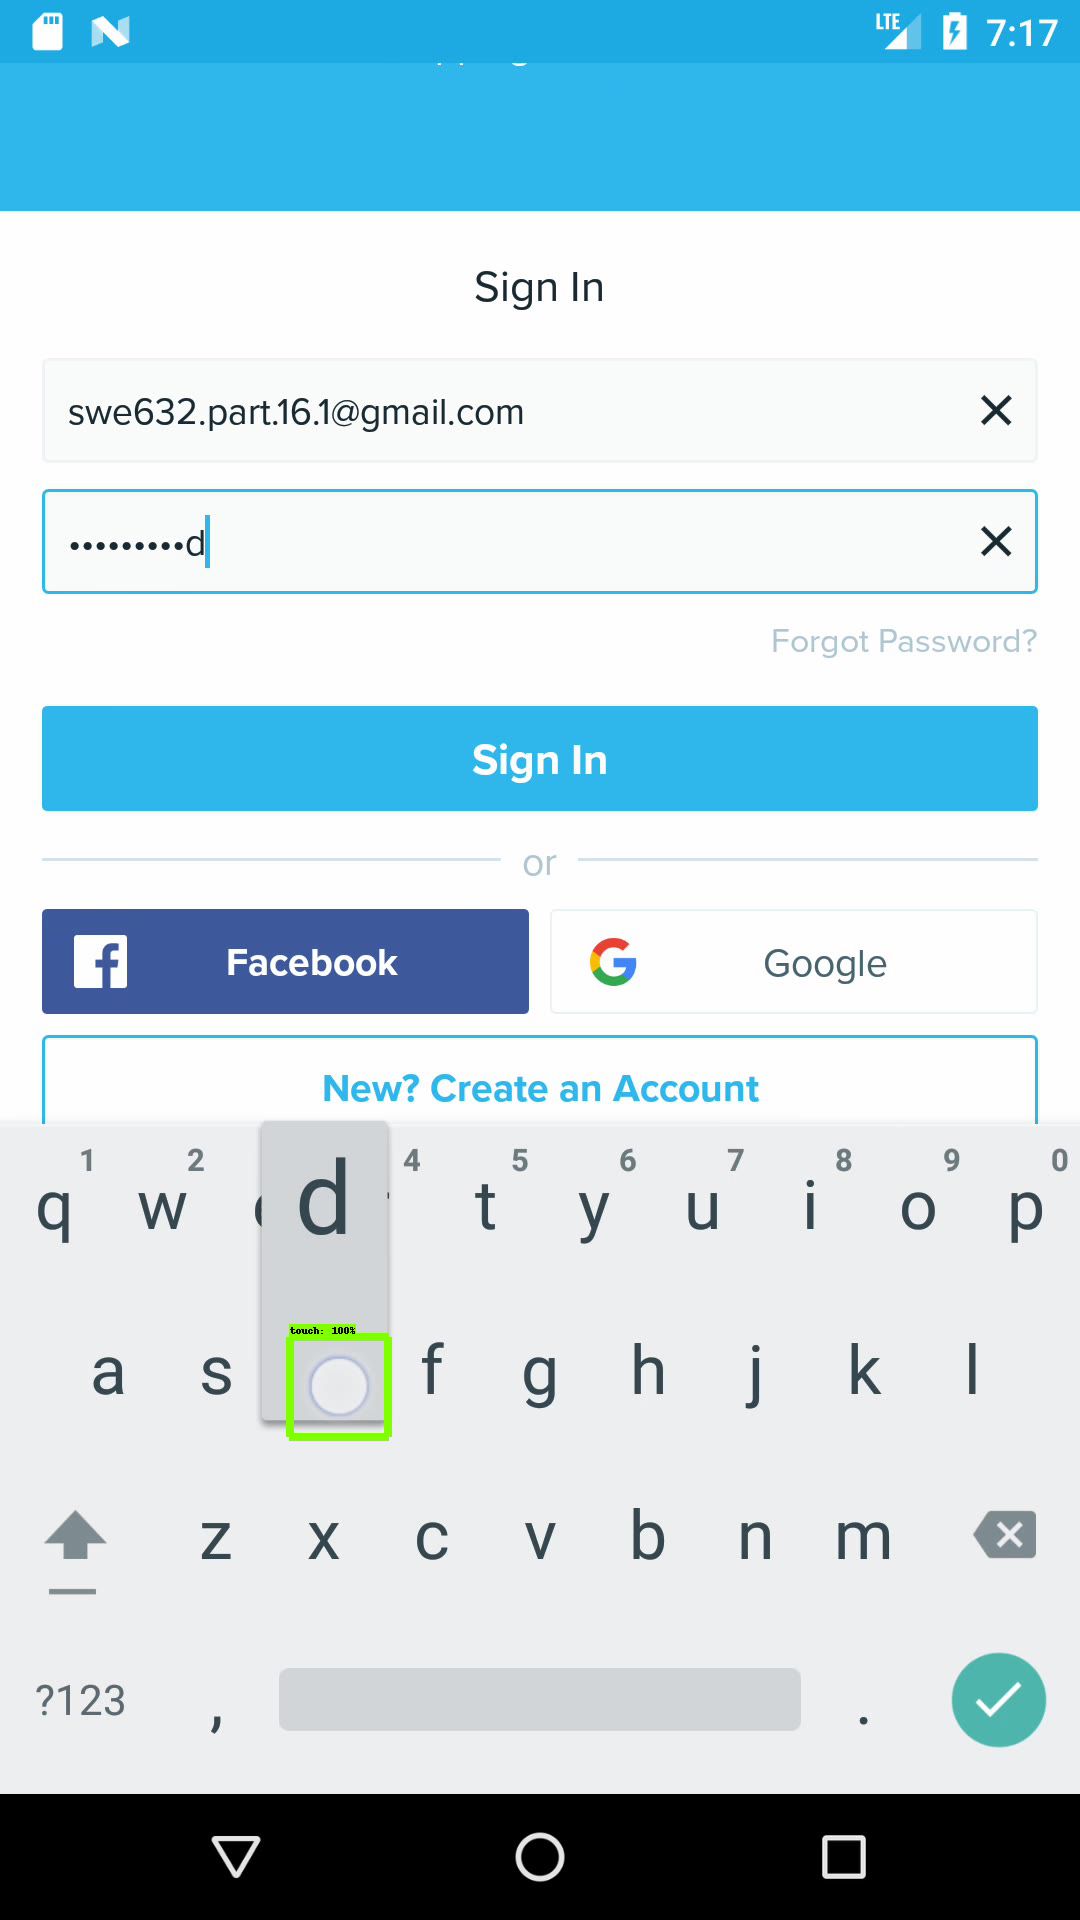 LTE 7:17
Sign In
swe632.part.16.1@gmail.com
•••••••••d
Forgot Password?
Sign In
or
Facebook
Google
New? Create an Account
1 2 4 5 6 7 8 9 0
q w d t y u i o p
touch: 100%
a s f g h j k l
z x c v b n m
?123 , .